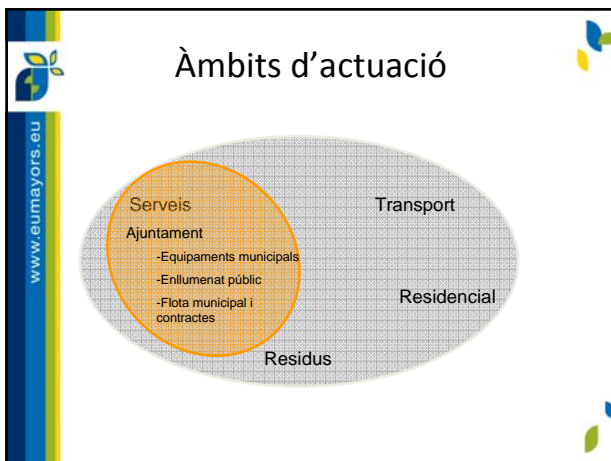 Àmbits d'actuació
www.eumayors.eu
Serveis
Transport
Ajuntament
-Equipaments municipals
-Enllumenat públic
-Flota municipal i
contractes
Residencial
Residus